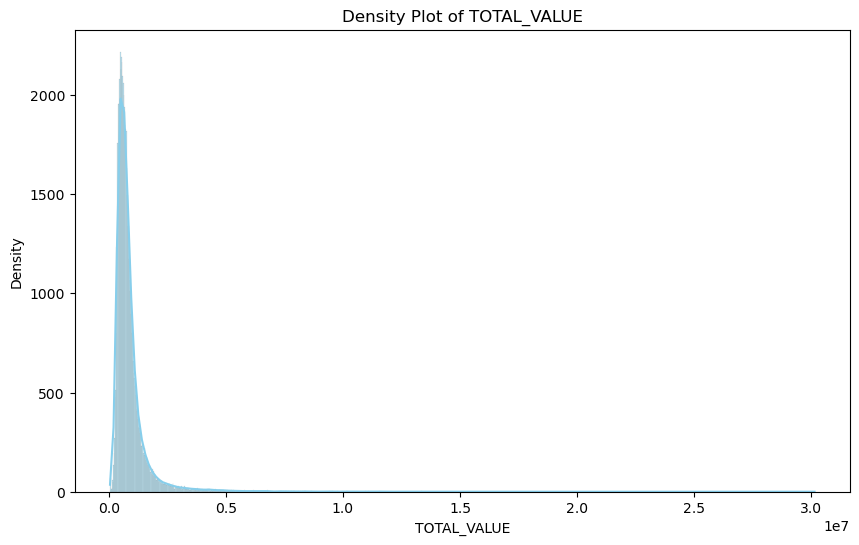 Density Plot of TOTAL_VALUE
Density
2000
1500
1000
500
0
0.0 0.5 1.0 1.5 2.0 2.5 3.0
1e7
TOTAL_VALUE